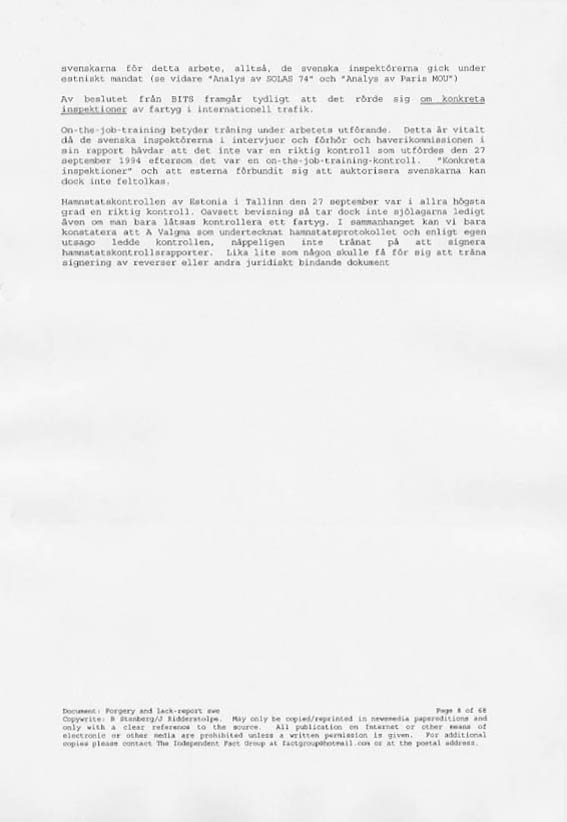 svenskarna för detta arbete, alltså, de svenska inspektörerna gick under
estniskt mandat (se vidare "Analys av SOLAS 74" och "Analys av Paris MOU")
Av beslutet från BITS framgår tydligt att det rörde sig om konkreta
inspektioner av fartyg i internationell trafik.
On-the-job-training betyder träning under arbetets utförande. Detta är vitalt
då de svenska inspektörerna i intervjuer och förhör och haverikommissionen i
sin rapport hävdar att det inte var en riktig kontroll som utfördes den 27
september 1994 eftersom det var en on-the-job-training-kontroll. "Konkreta
inspektioner" och att esterna förbundit sig att auktorisera svenskarna kan
dock inte feltolkas.
Hamnstatskontrollen av Estonia i Tallinn den 27 september var i allra högsta
grad en riktig kontroll. Oavsett bevisning så tar dock inte sjölagarna ledigt
även om man bara låtsas kontrollera ett fartyg. I sammanhanget kan vi bara
konstatera att A Valgma som undertecknat hamnstatsprotokollet och enligt egen
utsago ledde kontrollen, näppeligen inte tränat på att signera
hamnstatskontrollsrapporter. Lika lite som någon skulle få för sig att träna
signering av reverser eller andra juridiskt bindande dokument
Document: Forgery and lack-report swe Page 8 of 68
Copywrite: B Stenberg/J Ridderstolpe. May only be copied/reprinted in newsmedia papereditions and
only with a clear reference to the source. All publication on Internet or other means of
electronic or other media are prohibited unless a written permission is given. For additional
copies please contact The Independent Fact Group at factgroup@hotmail.com or at the postal address.